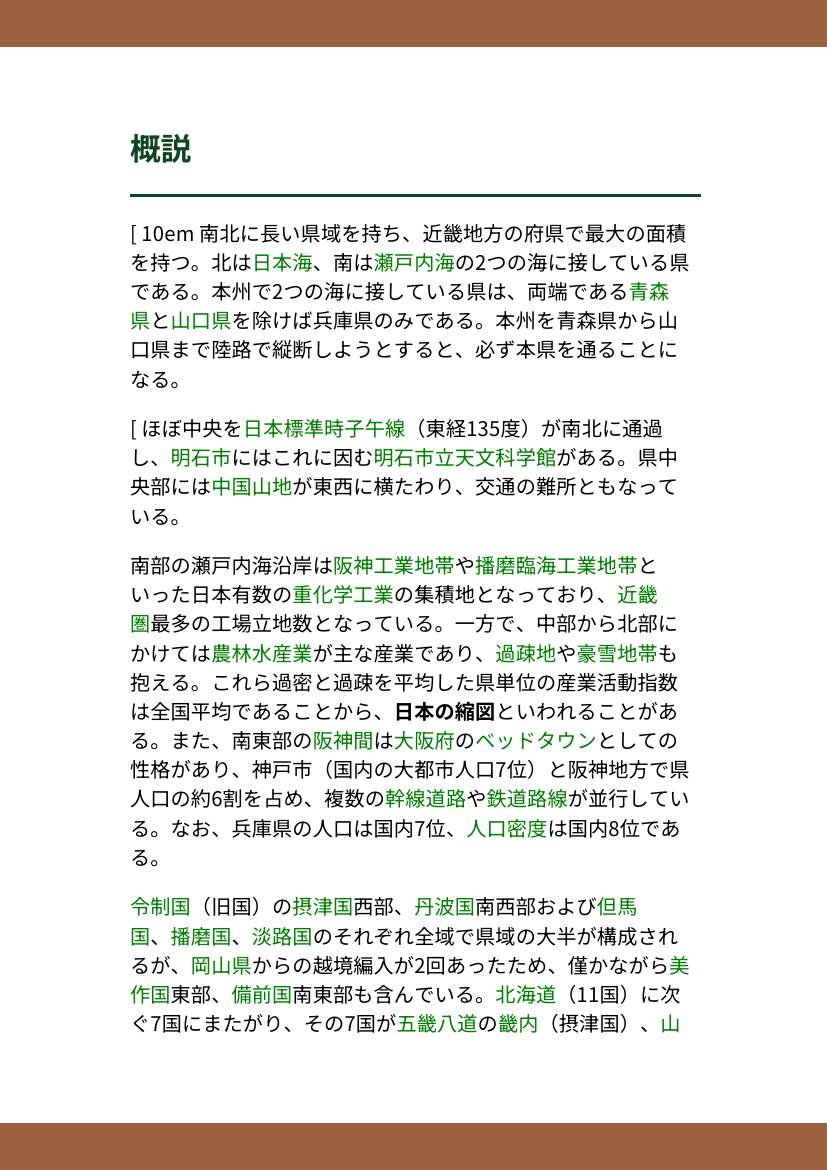 概説
[ 10em 南北に長い県域を持ち、近畿地方の府県で最大の面積
を持つ。北は日本海、南は瀬戸内海の2つの海に接している県
である。本州で2つの海に接している県は、両端である青森
県と山口県を除けば兵庫県のみである。本州を青森県から山
口県まで陸路で縦断しようとすると、必ず本県を通ることに
なる。
[ ほぼ中央を日本標準時子午線（東経135度）が南北に通過
し、明石市にはこれに因む明石市立天文科学館がある。県中
央部には中国山地が東西に横たわり、交通の難所ともなって
いる。
南部の瀬戸内海沿岸は阪神工業地帯や播磨臨海工業地帯と
いった日本有数の重化学工業の集積地となっており、近畿
圏最多の工場立地数となっている。一方で、中部から北部に
かけては農林水産業が主な産業であり、過疎地や豪雪地帯も
抱える。これら過密と過疎を平均した県単位の産業活動指数
は全国平均であることから、日本の縮図といわれることがあ
る。また、南東部の阪神間は大阪府のベッドタウンとしての
性格があり、神戸市（国内の大都市人口7位）と阪神地方で県
人口の約6割を占め、複数の幹線道路や鉄道路線が並行してい
る。なお、兵庫県の人口は国内7位、人口密度は国内8位であ
る。
令制国（旧国）の摂津国西部、丹波国南西部および但馬
国、播磨国、淡路国のそれぞれ全域で県域の大半が構成され
るが、岡山県からの越境編入が2回あったため、僅かながら美
作国東部、備前国南東部も含んでいる。北海道（11国）に次
ぐ7国にまたがり、その7国が五畿八道の畿内（摂津国）、山